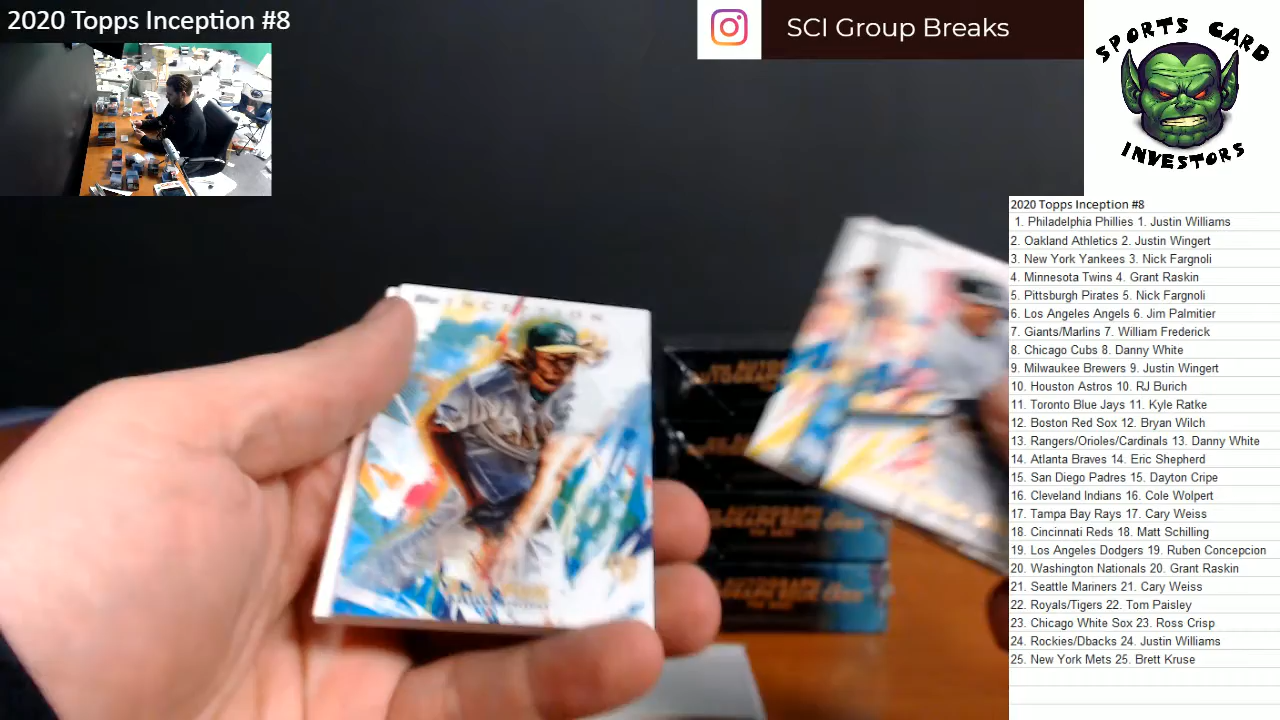 2020 Topps Inception #8
SCI Group Breaks
SPORTS CARD
INVESTORS
2020 Topps Inception #8
1. Philadelphia Phillies 1. Justin Williams
2. Oakland Athletics 2. Justin Wingert
3. New York Yankees 3. Nick Fargnoli
4. Minnesota Twins 4. Grant Raskin
5. Pittsburgh Pirates 5. Nick Fargnoli
6. Los Angeles Angels 6. Jim Palmitier
7. Giants/Marlins 7. William Frederick
8. Chicago Cubs 8. Danny White
9. Milwaukee Brewers 9. Justin Wingert
10. Houston Astros 10. RJ Burich
11. Toronto Blue Jays 11. Kyle Ratke
12. Boston Red Sox 12. Bryan Wilch
13. Rangers/Orioles/Cardinals 13. Danny White
14. Atlanta Braves 14. Eric Shepherd
15. San Diego Padres 15. Dayton Cripe
16. Cleveland Indians 16. Cole Wolpert
17. Tampa Bay Rays 17. Cary Weiss
18. Cincinnati Reds 18. Matt Schilling
19. Los Angeles Dodgers 19. Ruben Concepcion
20. Washington Nationals 20. Grant Raskin
21. Seattle Mariners 21. Cary Weiss
22. Royals/Tigers 22. Tom Paisley
23. Chicago White Sox 23. Ross Crisp
24. Rockies/Dbacks 24. Justin Williams
25. New York Mets 25. Brett Kruse
INCEPTION